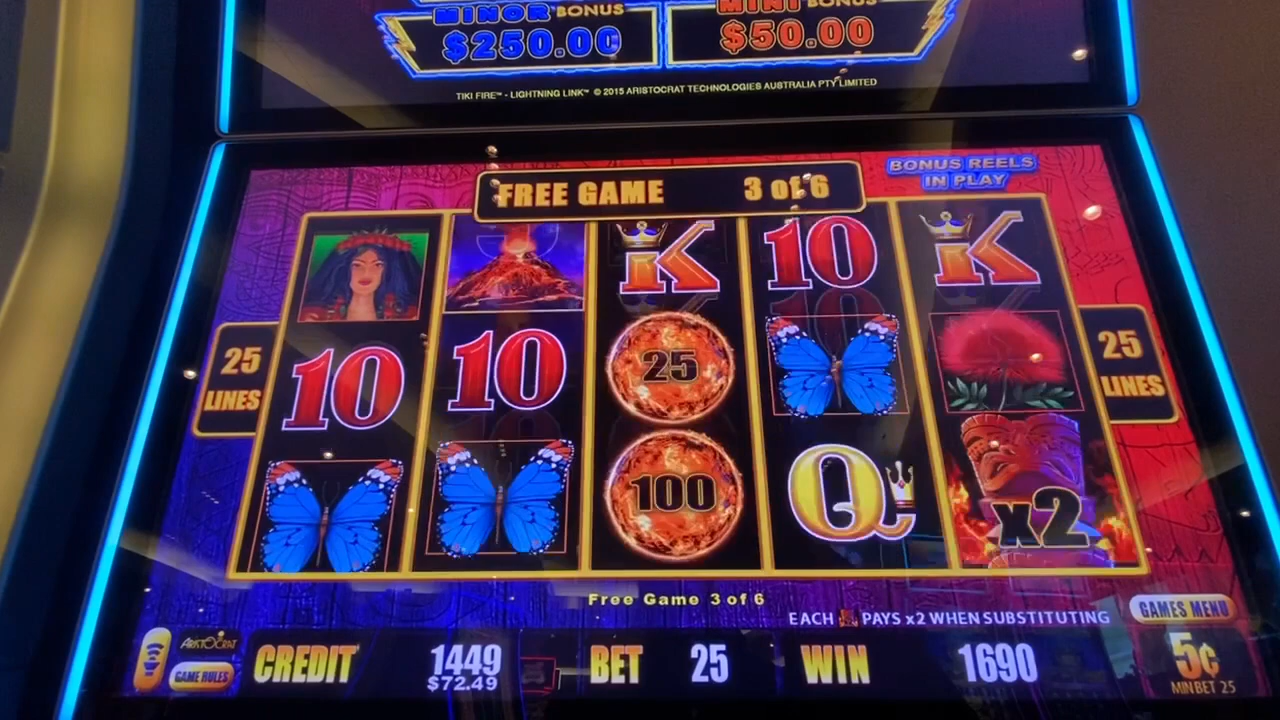 MINOR BONUS
$250.00
MINI BONUS
$50.00
TIKI FIRE™ - LIGHTNING LINK™ © 2015 ARISTOCRAT TECHNOLOGIES AUSTRALIA PTY LIMITED
FREE GAME 3 of 6
BONUS REELS
IN PLAY
K 10 K
25
LINES
10 10 25
25
LINES
100 Q x2
Free Game 3 of 6
EACH PAYS x2 WHEN SUBSTITUTING
GAMES MENU
ARISTOCRAT
GAME RULES
CREDIT 1449
$72.49
BET 25
WIN 1690
5¢
MIN BET 25